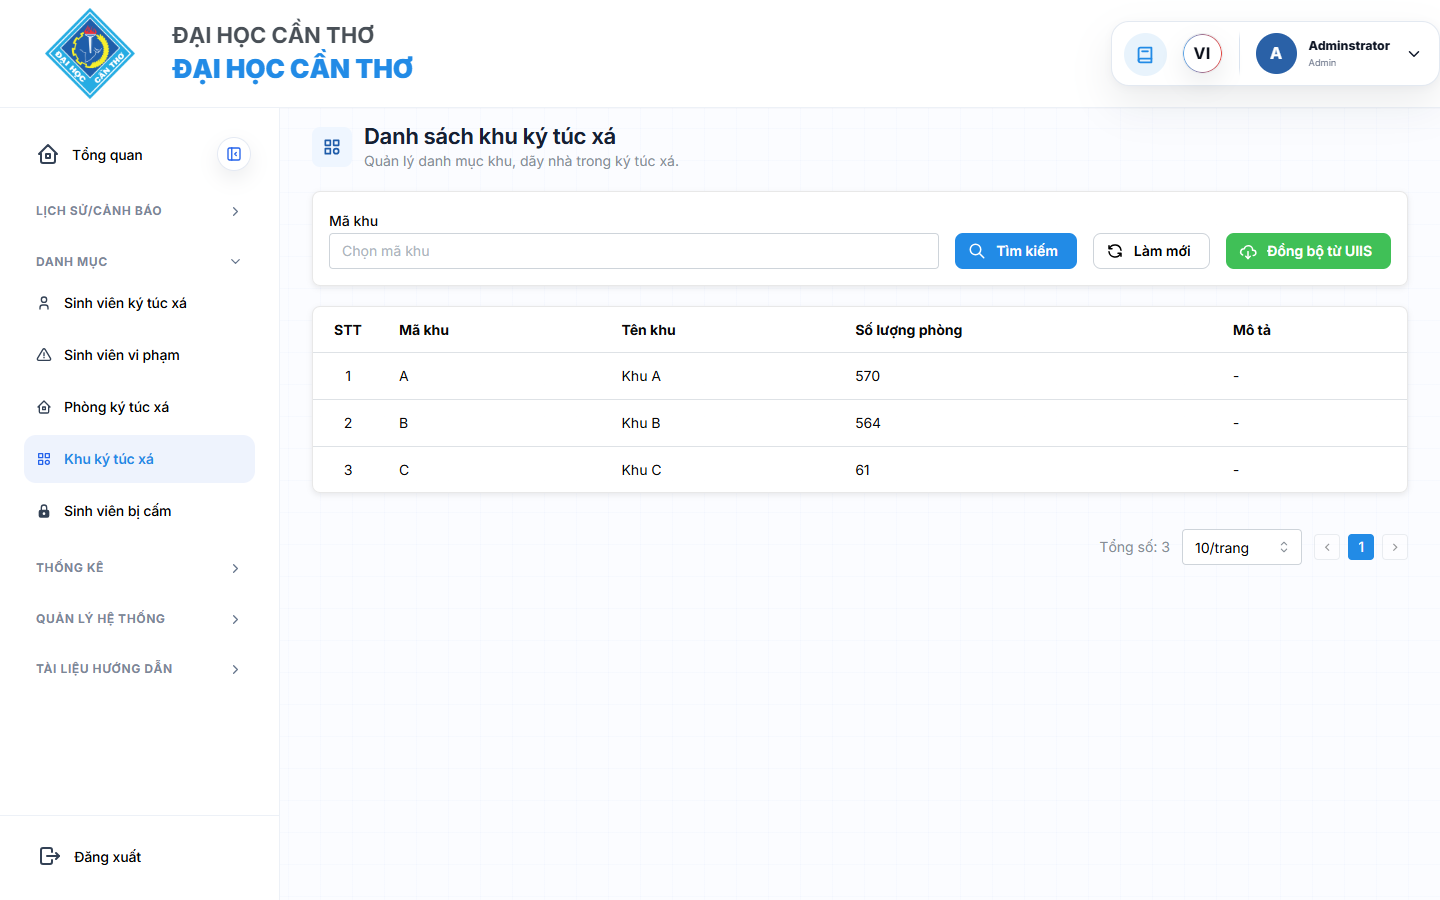 ĐẠI HỌC CẦN THƠ
ĐẠI HỌC CẦN THƠ
ĐẠI HỌC CẦN THƠ
VI
A
Adminstrator
Admin
Tổng quan
LỊCH SỬ/CẢNH BÁO
DANH MỤC
Sinh viên ký túc xá
Sinh viên vi phạm
Phòng ký túc xá
Khu ký túc xá
Sinh viên bị cấm
THỐNG KÊ
QUẢN LÝ HỆ THỐNG
TÀI LIỆU HƯỚNG DẪN
Đăng xuất
Danh sách khu ký túc xá
Quản lý danh mục khu, dãy nhà trong ký túc xá.
Mã khu
Chọn mã khu
Tìm kiếm
Làm mới
Đồng bộ từ UIIS
STT Mã khu Tên khu Số lượng phòng Mô tả
1 A Khu A 570 -
2 B Khu B 564 -
3 C Khu C 61 -
Tổng số: 3
10/trang
1